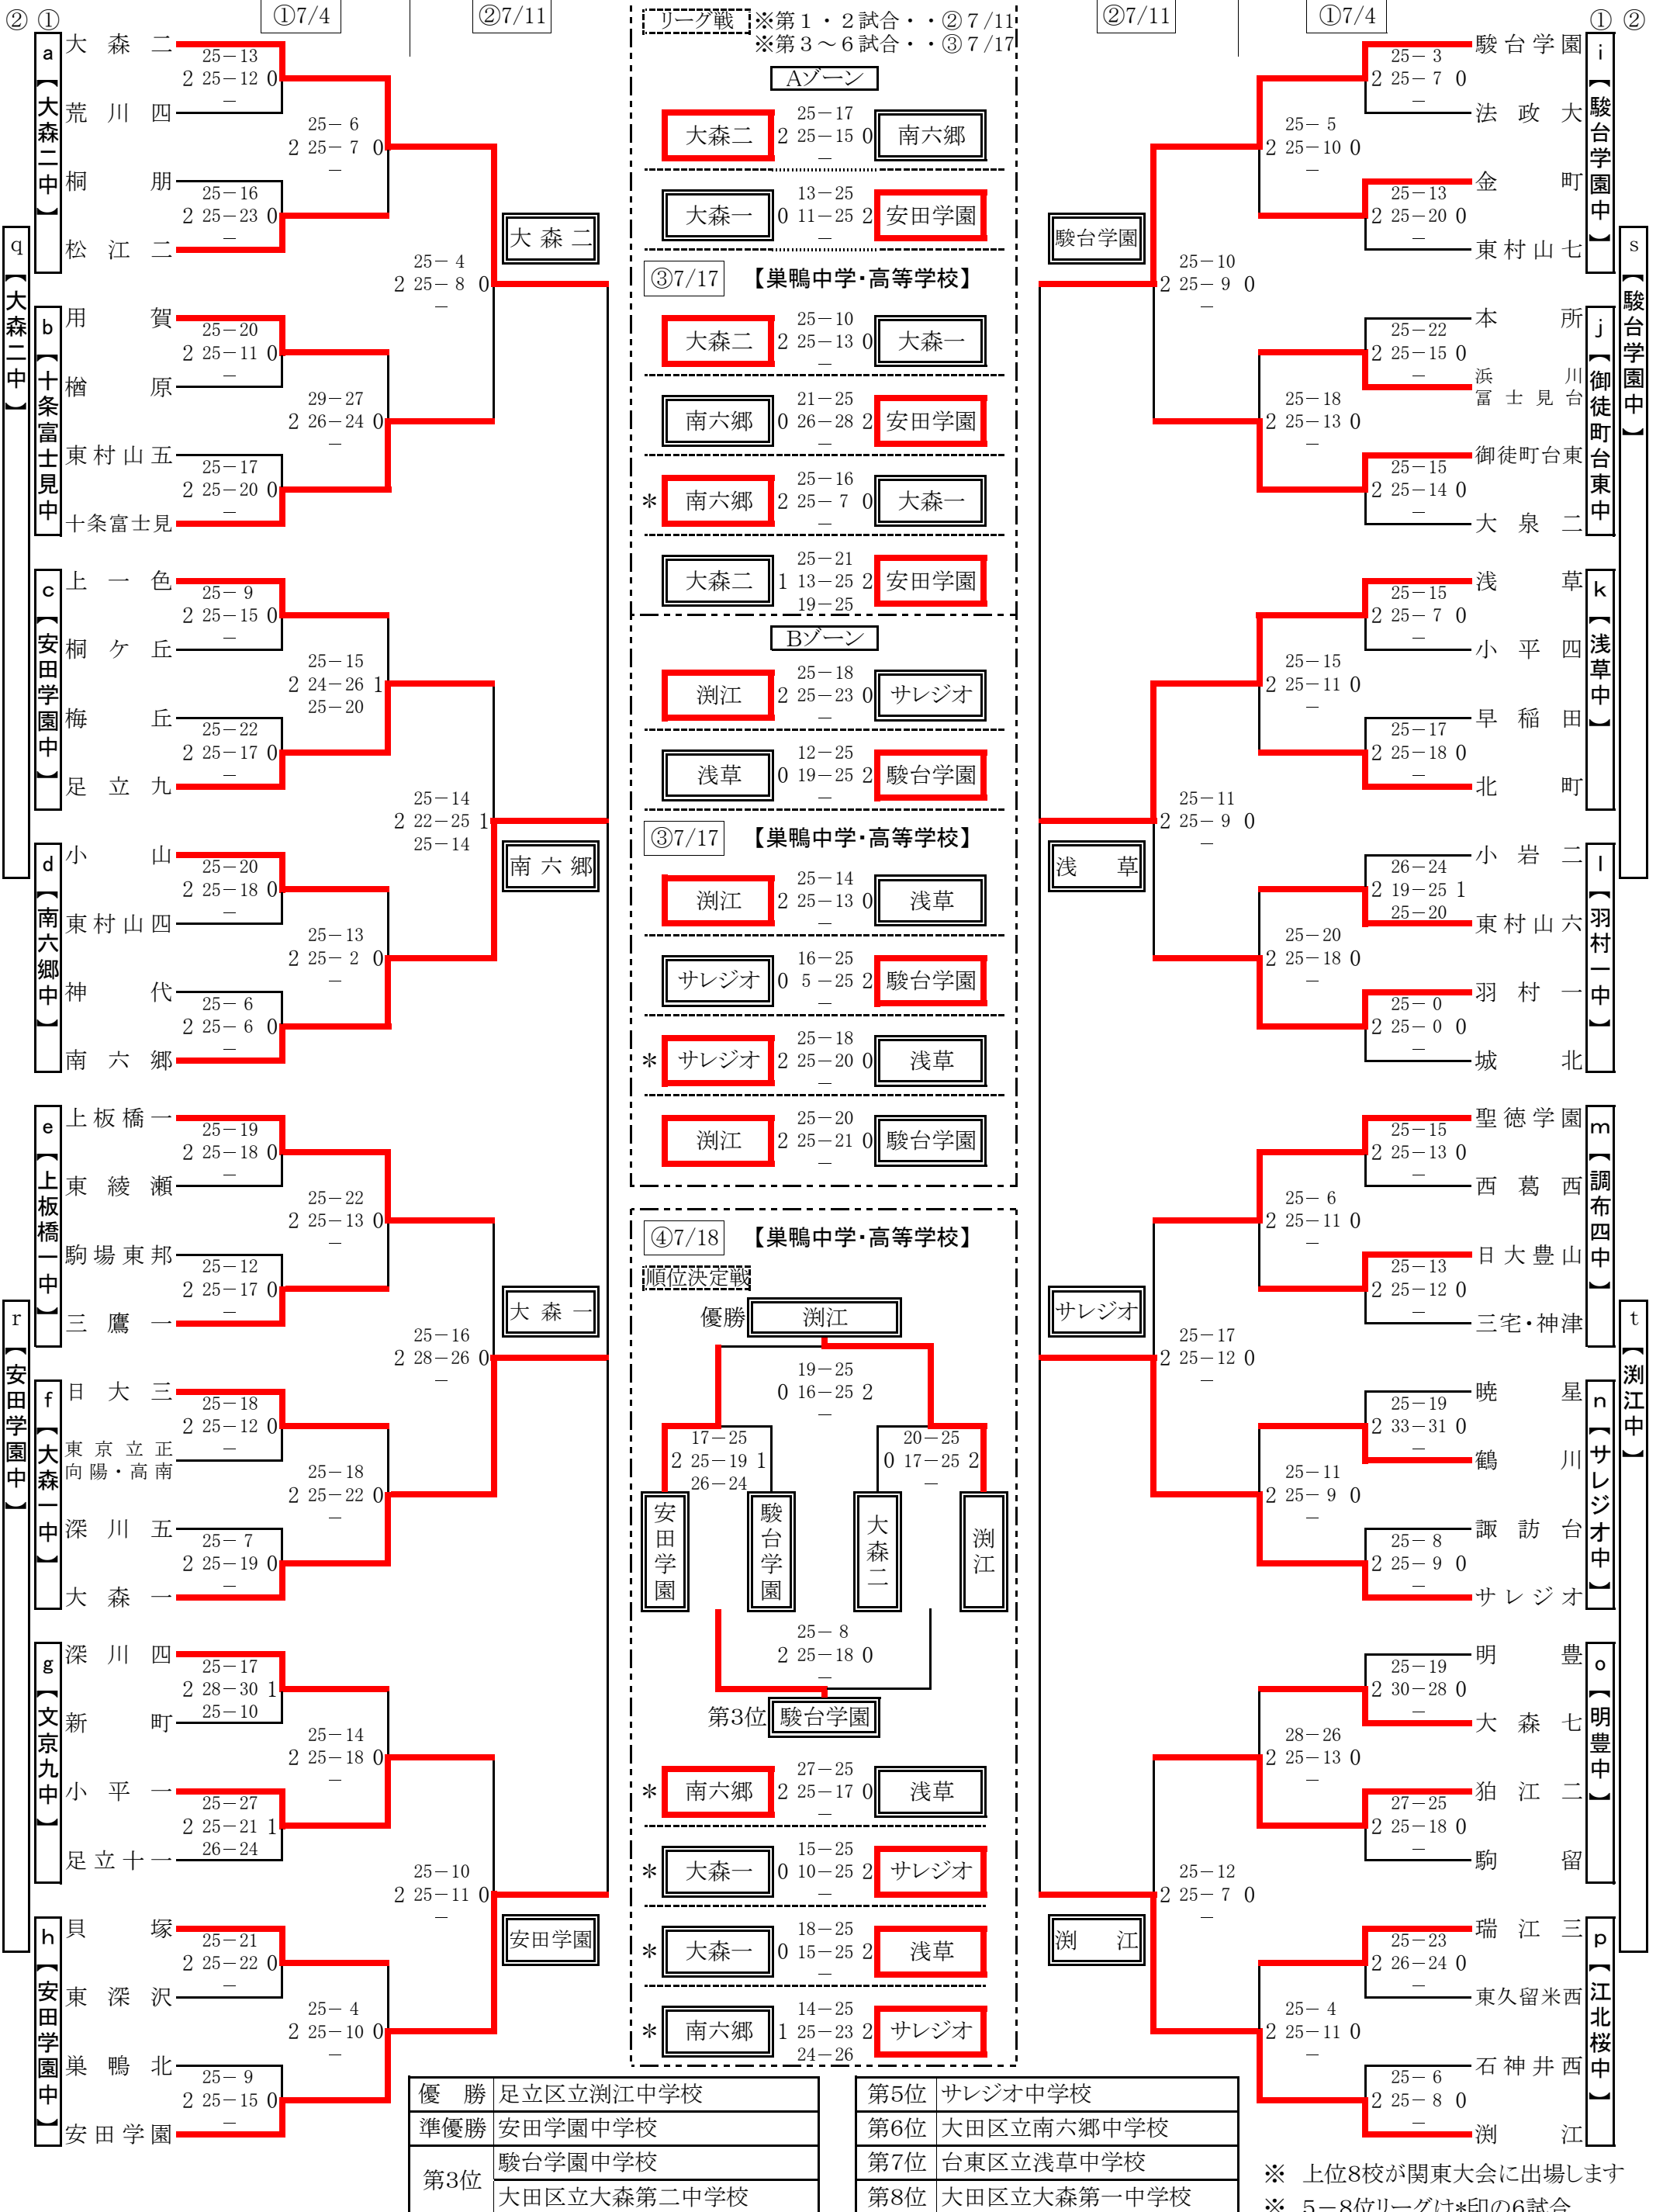 ② ① ①7/4 ②7/11
リーグ戦 ※第１・２試合・・②７/11
※第３～６試合・・③７/17
②7/11 ①7/4 ① ②
q【大森二中】
r【安田学園中】
a【大森二中】
大森二
25－13
2 25－12 0
－
荒川四
25－6
2 25－7 0
－
桐朋
25－16
2 25－23 0
－
松江二
大森二
25－4
2 25－8 0
－
b【十条富士見中】
用賀
25－20
2 25－11 0
－
楢原
29－27
2 26－24 0
－
東村山五
25－17
2 25－20 0
－
十条富士見
c【安田学園中】
上一色
25－9
2 25－15 0
－
桐ケ丘
25－15
2 24－26 1
25－20
梅丘
25－22
2 25－17 0
－
足立九
25－14
2 22－25 1
25－14
南六郷
d【南六郷中】
小山
25－20
2 25－18 0
－
東村山四
25－13
2 25－2 0
－
神代
25－6
2 25－6 0
－
南六郷
e【上板橋一中】
上板橋一
25－19
2 25－18 0
－
東綾瀬
25－22
2 25－13 0
－
駒場東邦
25－12
2 25－17 0
－
三鷹一
大森一
25－16
2 28－26 0
－
f【大森一中】
日大三
25－18
2 25－12 0
－
東京立正
向陽・高南
25－18
2 25－22 0
－
深川五
25－7
2 25－19 0
－
大森一
g【文京九中】
深川四
25－17
2 28－30 1
25－10
新町
25－14
2 25－18 0
－
小平一
25－27
2 25－21 1
26－24
足立十一
25－10
2 25－11 0
－
安田学園
h【安田学園中】
貝塚
25－21
2 25－22 0
－
東深沢
25－4
2 25－10 0
－
巣鴨北
25－9
2 25－15 0
－
安田学園
Aゾーン
25－17
大森二 2 25－15 0 南六郷
－
13－25
大森一 0 11－25 2 安田学園
－
③7/17 【巣鴨中学・高等学校】
25－10
大森二 2 25－13 0 大森一
－
21－25
南六郷 0 26－28 2 安田学園
－
25－16
* 南六郷 2 25－7 0 大森一
－
25－21
大森二 1 13－25 2 安田学園
19－25
Bゾーン
25－18
渕江 2 25－23 0 サレジオ
－
12－25
浅草 0 19－25 2 駿台学園
－
③7/17 【巣鴨中学・高等学校】
25－14
渕江 2 25－13 0 浅草
－
16－25
サレジオ 0 5－25 2 駿台学園
－
25－18
* サレジオ 2 25－20 0 浅草
－
25－20
渕江 2 25－21 0 駿台学園
－
④7/18 【巣鴨中学・高等学校】
順位決定戦
優勝 渕江
19－25
0 16－25 2
－
17－25
2 25－19 1
26－24
20－25
0 17－25 2
－
安田学園 駿台学園 大森二 渕江
25－8
2 25－18 0
－
第3位 駿台学園
27－25
* 南六郷 2 25－17 0 浅草
－
15－25
* 大森一 0 10－25 2 サレジオ
－
18－25
* 大森一 0 15－25 2 浅草
－
14－25
* 南六郷 1 25－23 2 サレジオ
24－26
i【駿台学園中】
駿台学園
25－3
2 25－7 0
－
法政大
25－5
2 25－10 0
－
金町
25－13
2 25－20 0
－
東村山七
駿台学園
25－10
2 25－9 0
－
j【御徒町台東中】
本所
25－22
2 25－15 0
－
浜川
冨士見台
25－18
2 25－13 0
－
御徒町台東
25－15
2 25－14 0
－
大泉二
k【浅草中】
浅草
25－15
2 25－7 0
－
小平四
25－15
2 25－11 0
－
早稲田
25－17
2 25－18 0
－
北町
25－11
2 25－9 0
－
浅草
l【羽村一中】
小岩二
26－24
2 19－25 1
25－20
東村山六
25－20
2 25－18 0
－
羽村一
25－0
2 25－0 0
－
城北
m【調布四中】
聖徳学園
25－15
2 25－13 0
－
西葛西
25－6
2 25－11 0
－
日大豊山
25－13
2 25－12 0
－
三宅・神津
サレジオ
25－17
2 25－12 0
－
n【サレジオ中】
暁星
25－19
2 33－31 0
－
鶴川
25－11
2 25－9 0
－
諏訪台
25－8
2 25－9 0
－
サレジオ
o【明豊中】
明豊
25－19
2 30－28 0
－
大森七
28－26
2 25－13 0
－
狛江二
27－25
2 25－18 0
－
駒留
25－12
2 25－7 0
－
渕江
p【江北桜中】
瑞江三
25－23
2 26－24 0
－
東久留米西
25－4
2 25－11 0
－
石神井西
25－6
2 25－8 0
－
渕江
s【駿台学園中】
t【渕江中】
優勝 足立区立渕江中学校
準優勝 安田学園中学校
第3位 駿台学園中学校
大田区立大森第二中学校
第5位 サレジオ中学校
第6位 大田区立南六郷中学校
第7位 台東区立浅草中学校
第8位 大田区立大森第一中学校
※ 上位8校が関東大会に出場します
※ 5－8位リーグは*印の6試合